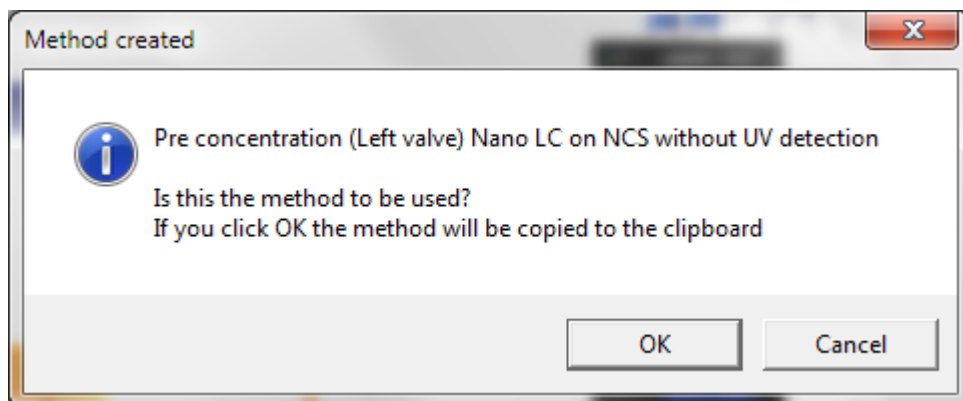 Method created
Pre concentration (Left valve) Nano LC on NCS without UV detection
Is this the method to be used?
If you click OK the method will be copied to the clipboard
OK
Cancel